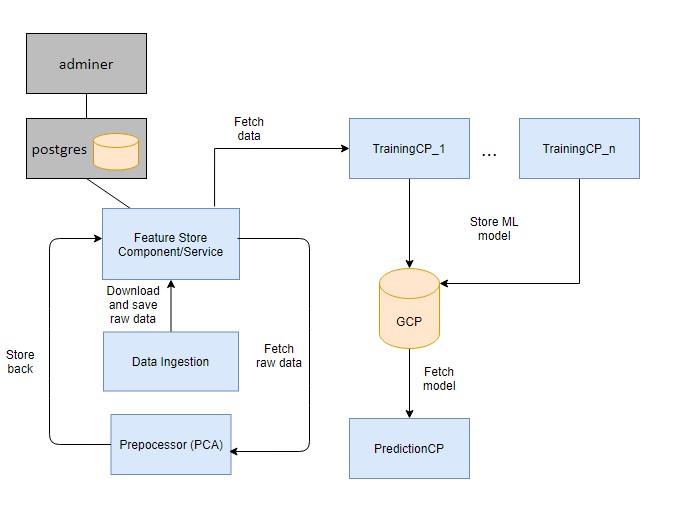 adminer
postgres
Fetch
data
TrainingCP_1
...
TrainingCP_n
Feature Store
Component/Service
Store ML
model
Download
and save
raw data
GCP
Store
back
Data Ingestion
Fetch
raw data
Fetch
model
Prepocessor (PCA)
PredictionCP